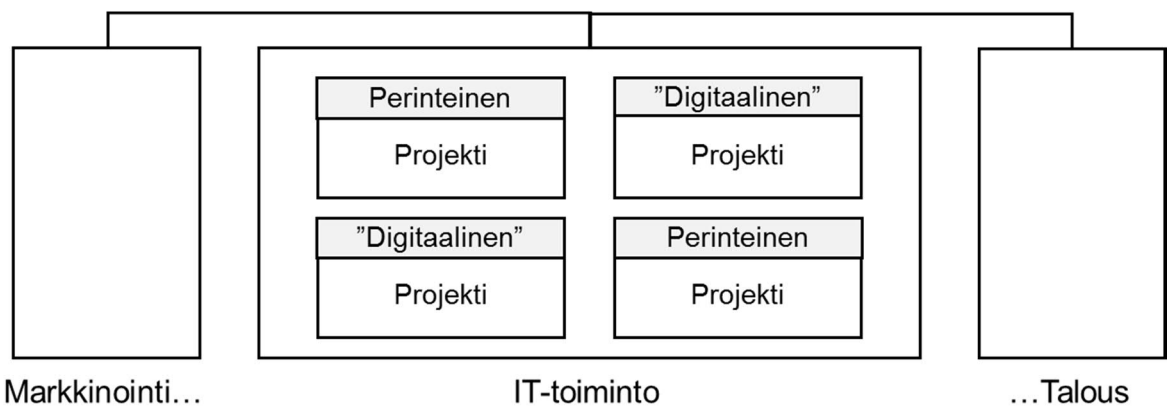 Perinteinen
Projekti
”Digitaalinen”
Projekti
”Digitaalinen”
Projekti
Perinteinen
Projekti
Markkinointi…
IT-toiminto
…Talous